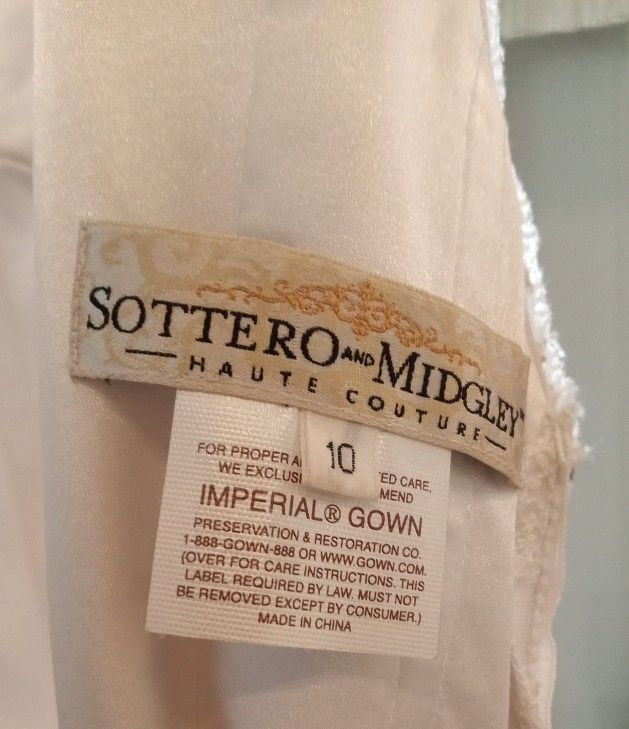 SOTTERO AND MIDGLEY™
HAUTE COUTURE
10
FOR PROPER ED CARE,
WE MEND
IMPERIAL® GOWN
PRESERVATION & RESTORATION CO.
1-888-GOWN-888 OR WWW.GOWN.COM.
(OVER FOR CARE INSTRUCTIONS. THIS
LABEL REQUIRED BY LAW. MUST NOT
BE REMOVED EXCEPT BY CONSUMER.)
MADE IN CHINA